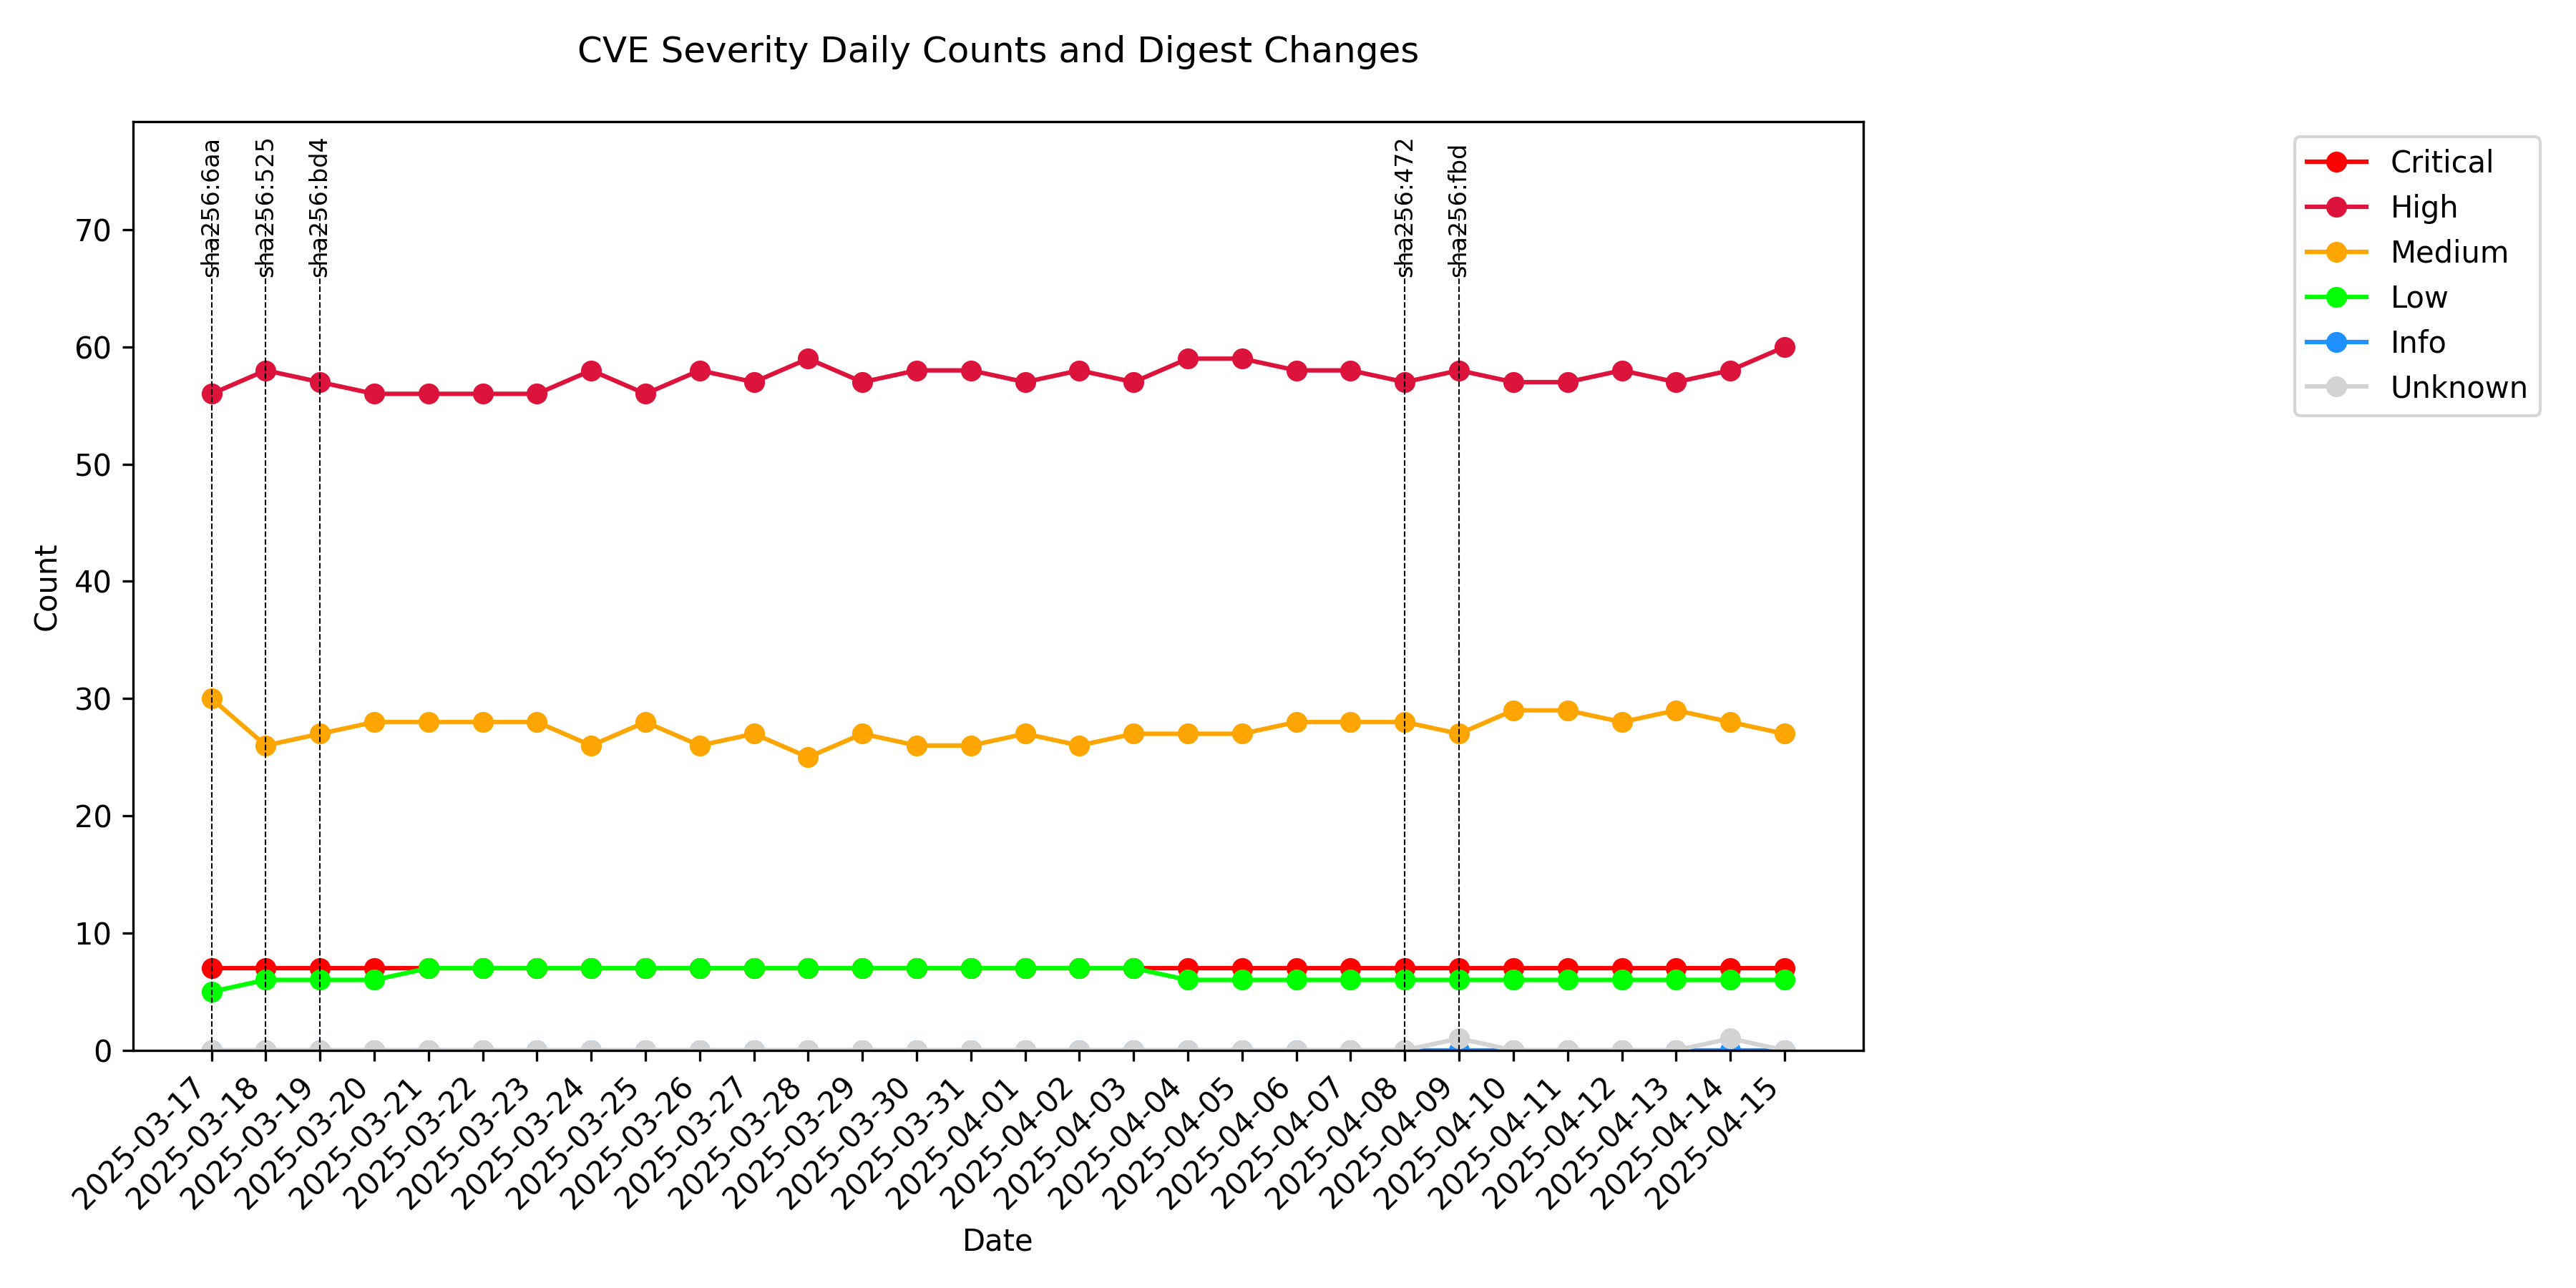 CVE Severity Daily Counts and Digest Changes
sha256:6aa
sha256:525
sha256:bd4
sha256:472
sha256:fbd
Critical
High
Medium
Low
Info
Unknown
Count
70
60
50
40
30
20
10
0
2025-03-17
2025-03-18
2025-03-19
2025-03-20
2025-03-21
2025-03-22
2025-03-23
2025-03-24
2025-03-25
2025-03-26
2025-03-27
2025-03-28
2025-03-29
2025-03-30
2025-03-31
2025-04-01
2025-04-02
2025-04-03
2025-04-04
2025-04-05
2025-04-06
2025-04-07
2025-04-08
2025-04-09
2025-04-10
2025-04-11
2025-04-12
2025-04-13
2025-04-14
2025-04-15
Date